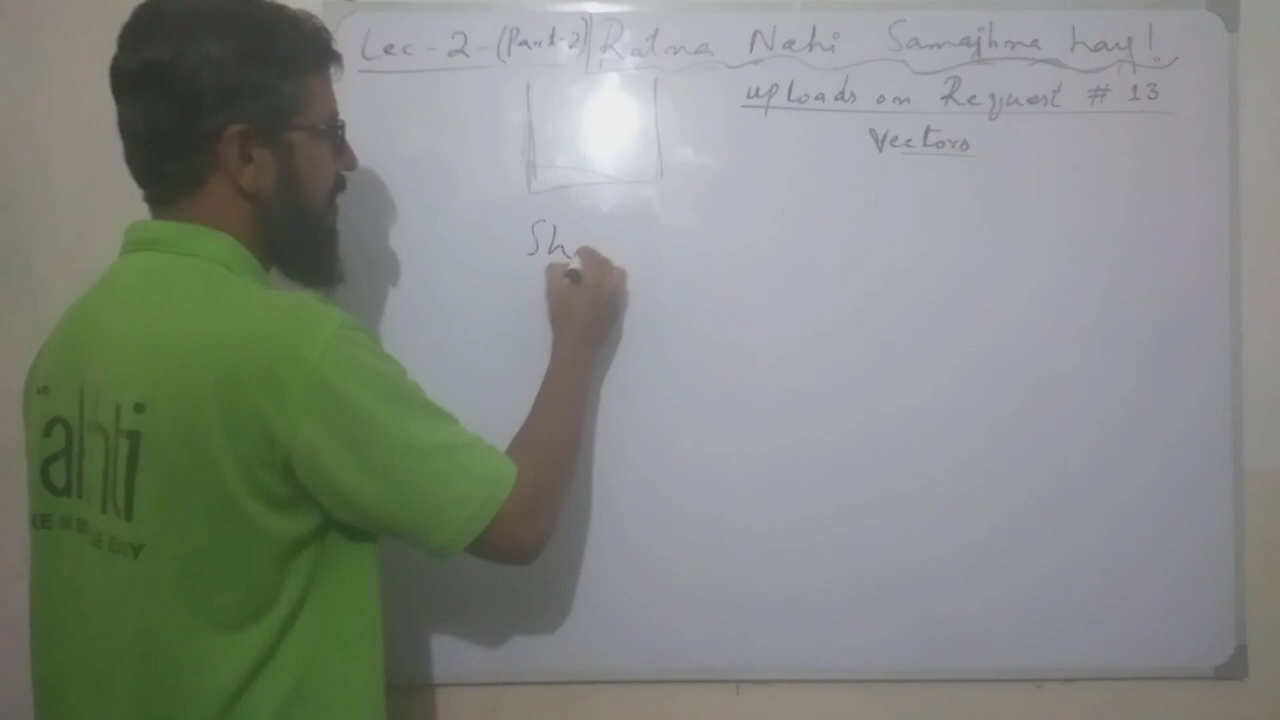 Lec - 2 - (Part-2) Ratna Nahi Samajhna hay!
uploads on Request # 13
Vectors
Sh